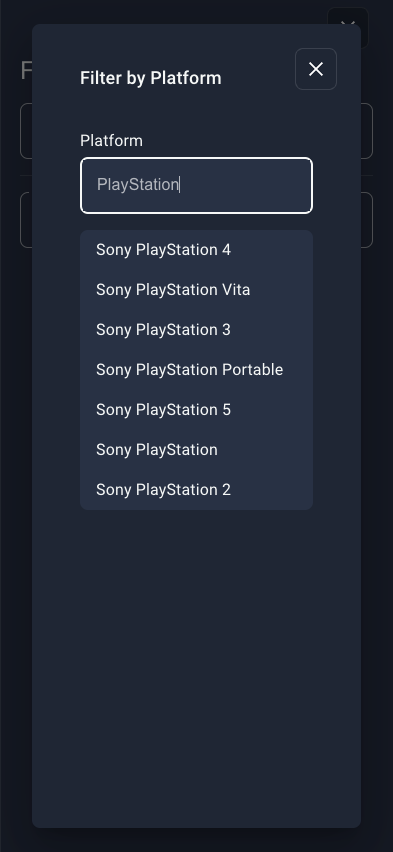 Filter by Platform
Platform
PlayStation
Sony PlayStation 4
Sony PlayStation Vita
Sony PlayStation 3
Sony PlayStation Portable
Sony PlayStation 5
Sony PlayStation
Sony PlayStation 2